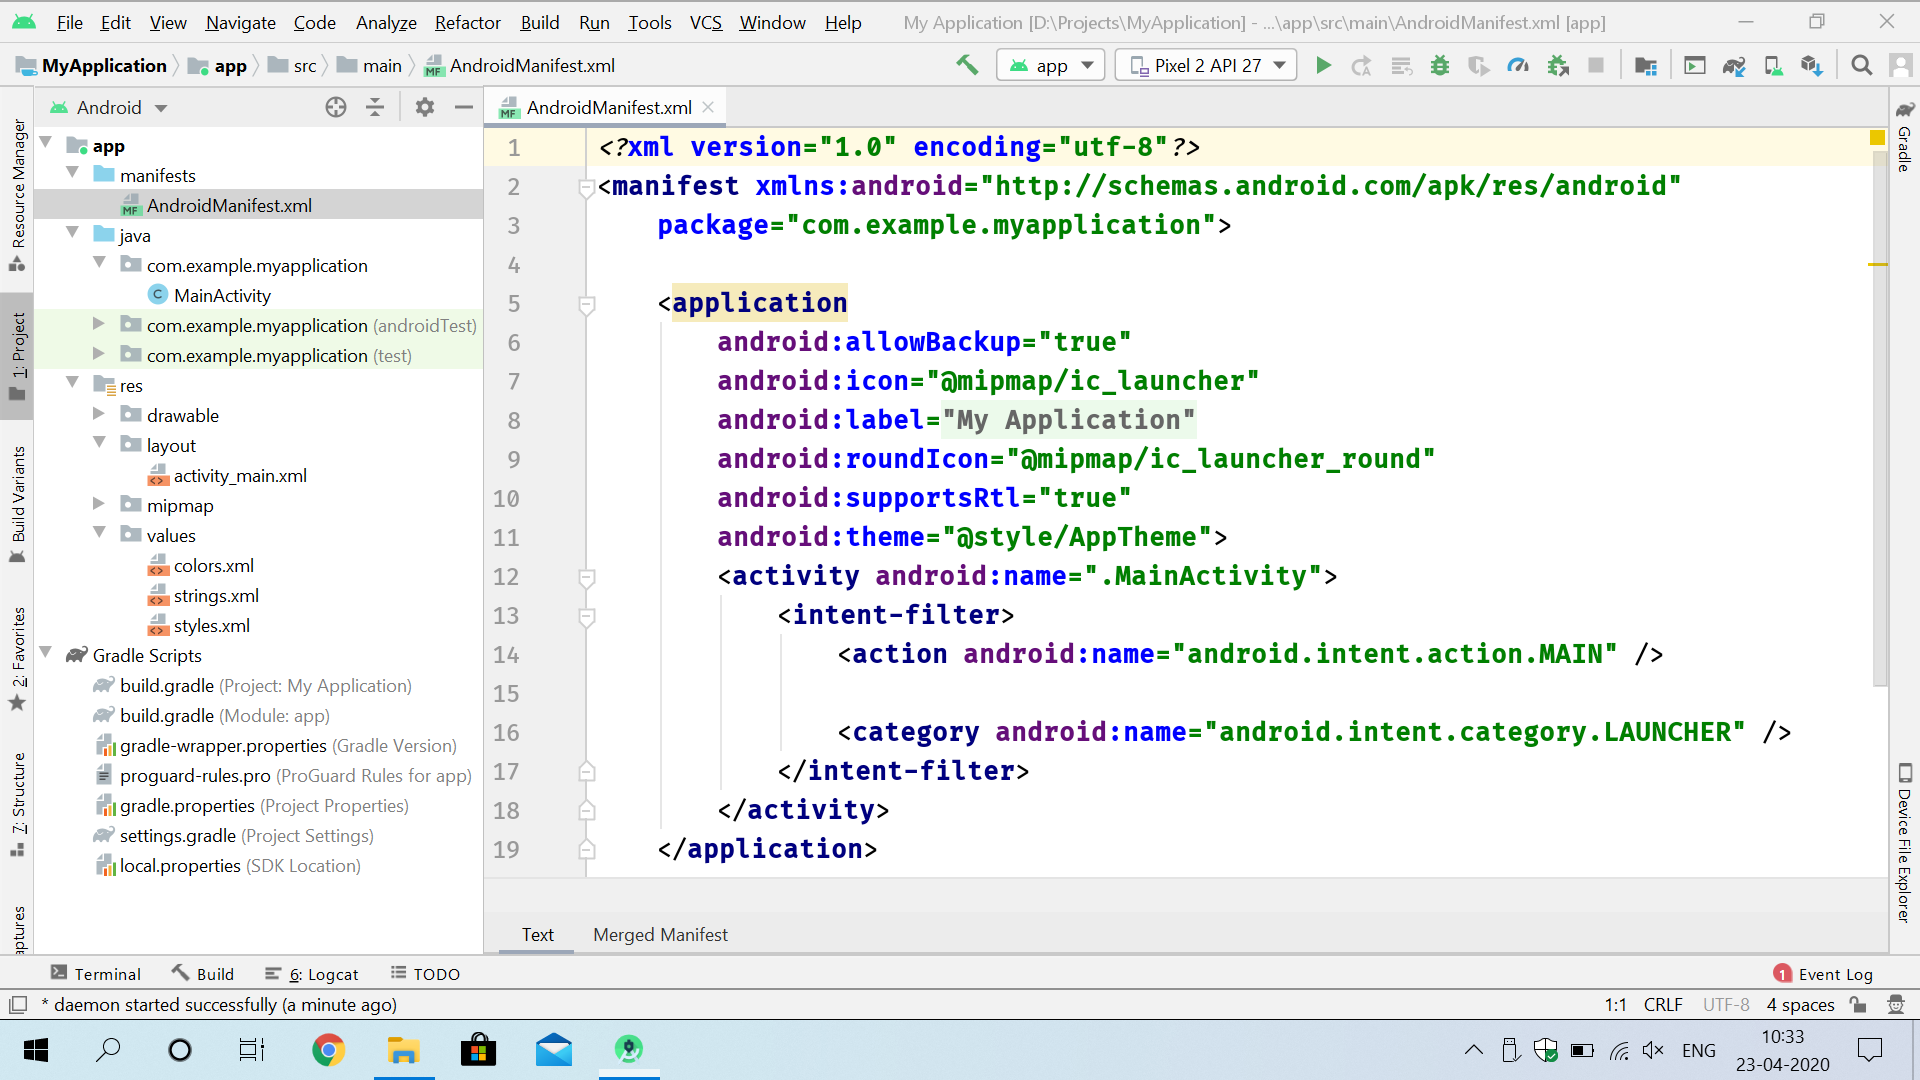 File Edit View Navigate Code Analyze Refactor Build Run Tools VCS Window Help My Application [D:\Projects\MyApplication] - ...\app\src\main\AndroidManifest.xml [app]
MyApplication app src main AndroidManifest.xml app Pixel 2 API 27
Android
AndroidManifest.xml
Resource Manager
1: Project
Build Variants
2: Favorites
7: Structure
aptures
app
manifests
AndroidManifest.xml
java
com.example.myapplication
MainActivity
com.example.myapplication (androidTest)
com.example.myapplication (test)
res
drawable
layout
activity_main.xml
mipmap
values
colors.xml
strings.xml
styles.xml
Gradle Scripts
build.gradle (Project: My Application)
build.gradle (Module: app)
gradle-wrapper.properties (Gradle Version)
proguard-rules.pro (ProGuard Rules for app)
gradle.properties (Project Properties)
settings.gradle (Project Settings)
local.properties (SDK Location)
1 <?xml version="1.0" encoding="utf-8"?>
2 <manifest xmlns:android="http://schemas.android.com/apk/res/android"
3 package="com.example.myapplication">
4
5 <application
6 android:allowBackup="true"
7 android:icon="@mipmap/ic_launcher"
8 android:label="My Application"
9 android:roundIcon="@mipmap/ic_launcher_round"
10 android:supportsRtl="true"
11 android:theme="@style/AppTheme">
12 <activity android:name=".MainActivity">
13 <intent-filter>
14 <action android:name="android.intent.action.MAIN" />
15
16 <category android:name="android.intent.category.LAUNCHER" />
17 </intent-filter>
18 </activity>
19 </application>
Gradle
Device File Explorer
Text Merged Manifest
Terminal Build 6: Logcat TODO 1 Event Log
* daemon started successfully (a minute ago) 1:1 CRLF UTF-8 4 spaces
ENG 10:33
23-04-2020